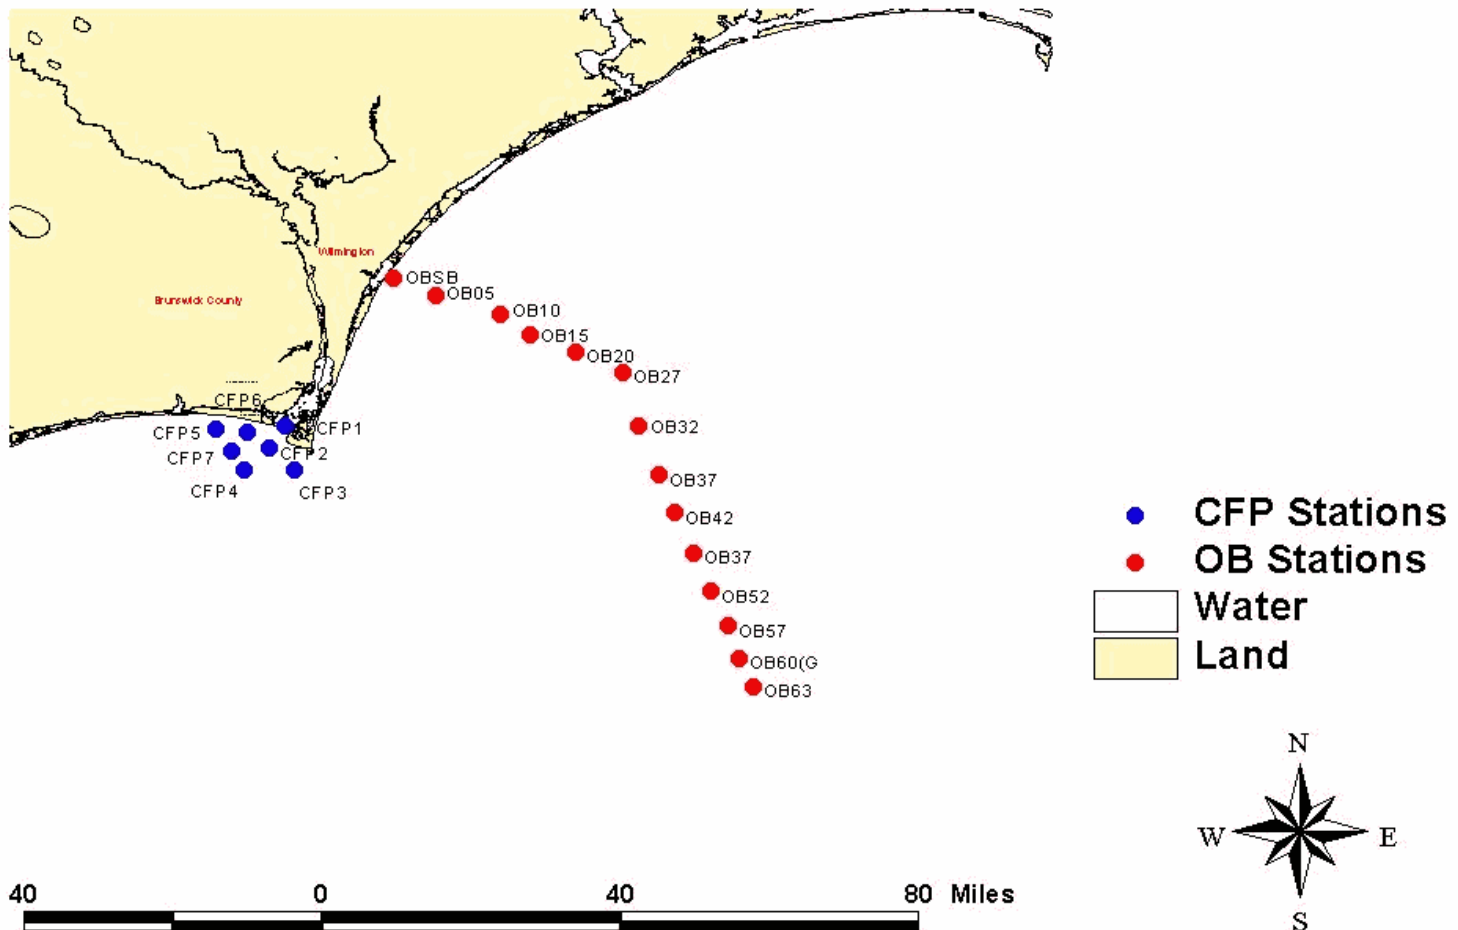 Wilmington
OBSB
OB05
Brunswick County
OB10
OB15
OB20
OB27
CFP6
OB32
CFP1
CFP5
CFP2
CFP7
OB37
CFP4
CFP3
OB42
CFP Stations
OB37
OB Stations
OB52
Water
OB57
Land
OB60(G
OB63
N
W
E
S
40 0 40 80 Miles